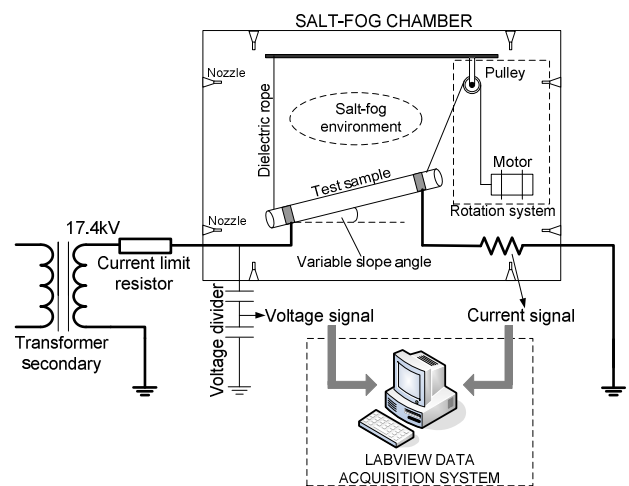 SALT-FOG CHAMBER
Nozzle
Pulley
Dielectric rope
Salt-fog
environment
Motor
Test sample
Rotation system
Nozzle
17.4kV
Current limit
resistor
Variable slope angle
Voltage divider
Voltage signal
Current signal
Transformer
secondary
LABVIEW DATA
ACQUISITION SYSTEM